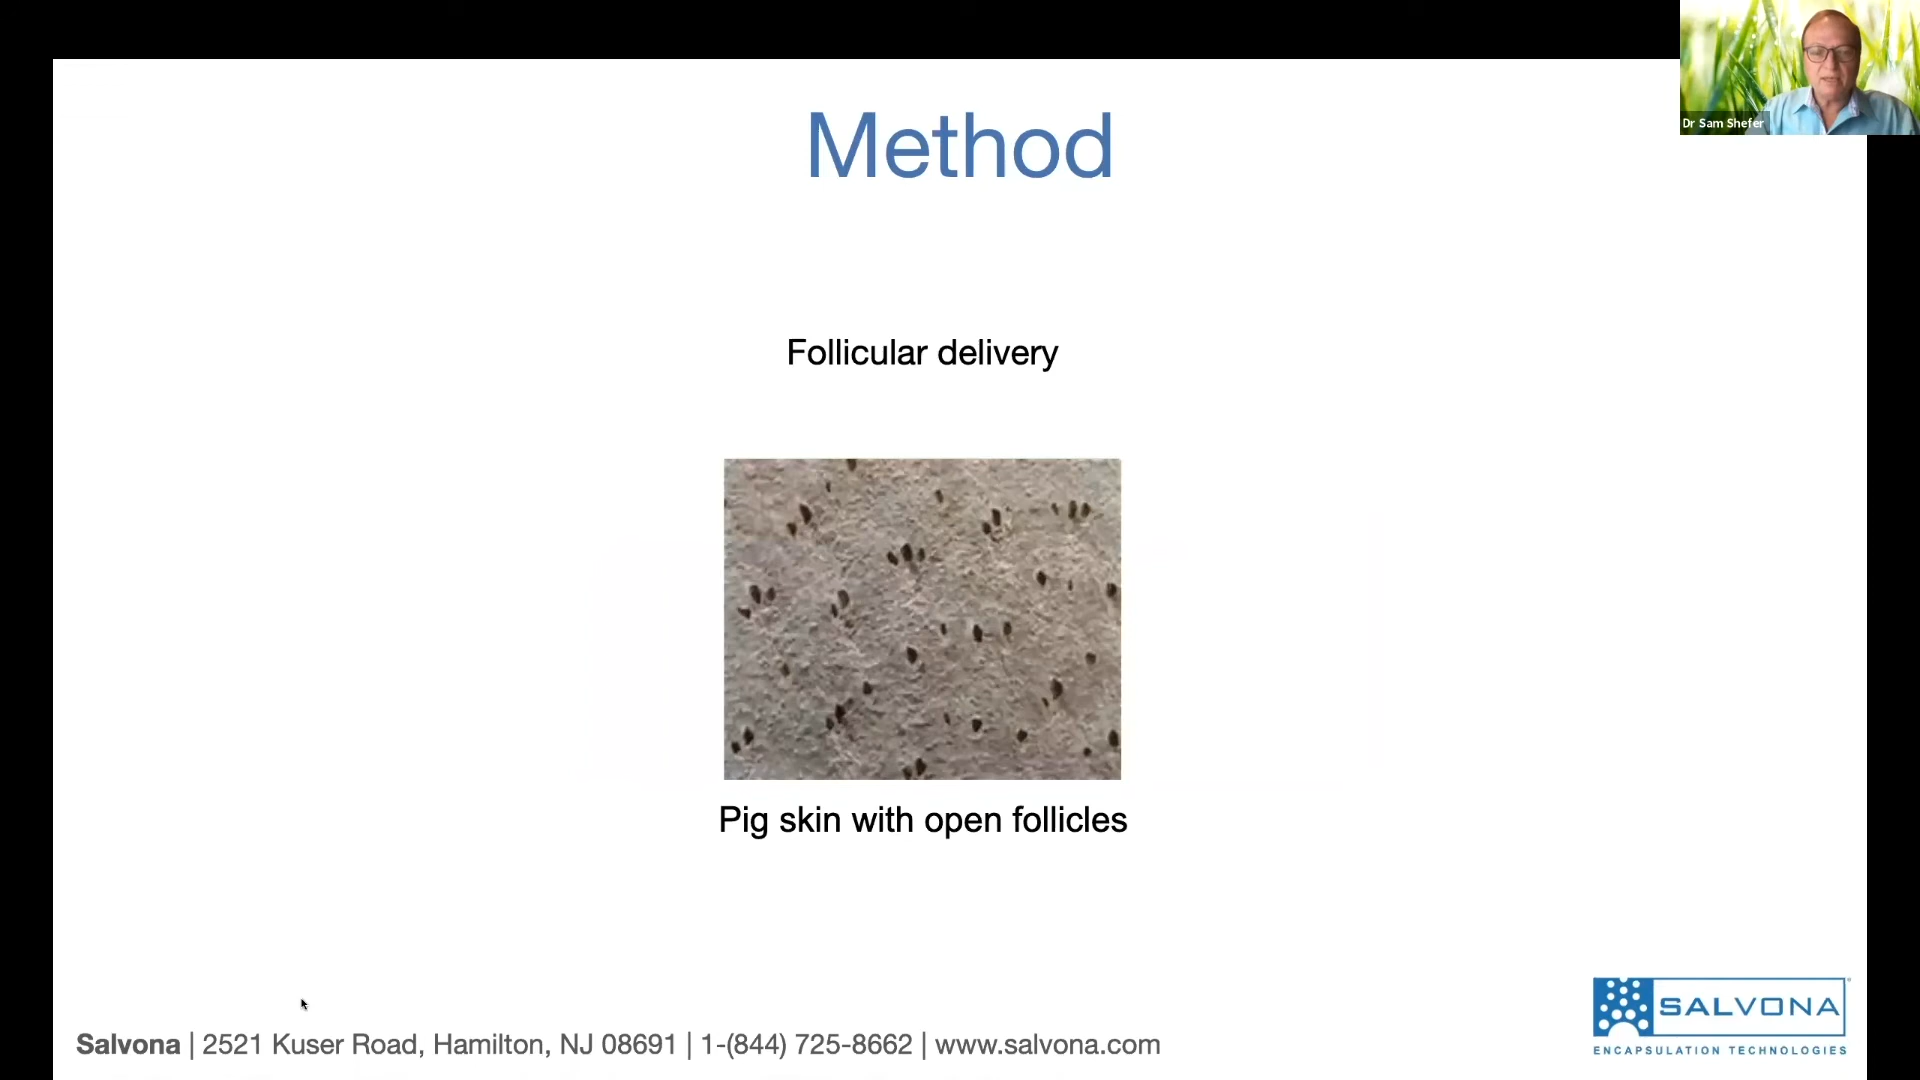 Dr Sam Shefer
Method
Follicular delivery
Pig skin with open follicles
Salvona | 2521 Kuser Road, Hamilton, NJ 08691 | 1-(844) 725-8662 | www.salvona.com
SALVONA
ENCAPSULATION TECHNOLOGIES